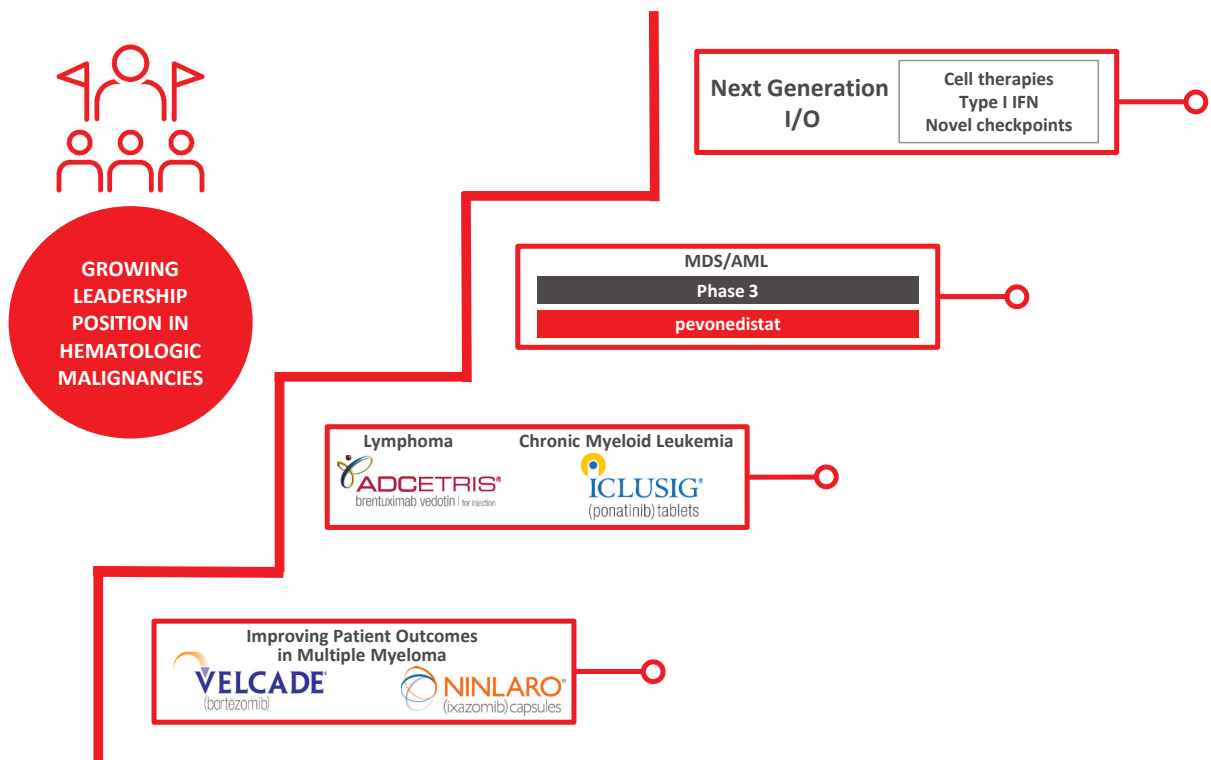 Next Generation
I/O
Cell therapies
Type I IFN
Novel checkpoints
GROWING
LEADERSHIP
POSITION IN
HEMATOLOGIC
MALIGNANCIES
MDS/AML
Phase 3
pevonedistat
Lymphoma
ADCETRIS®
brentuximab vedotin | for injection
Chronic Myeloid Leukemia
ICLUSIG®
(ponatinib) tablets
Improving Patient Outcomes
in Multiple Myeloma
VELCADE®
(bortezomib)
NINLARO®
(ixazomib) capsules